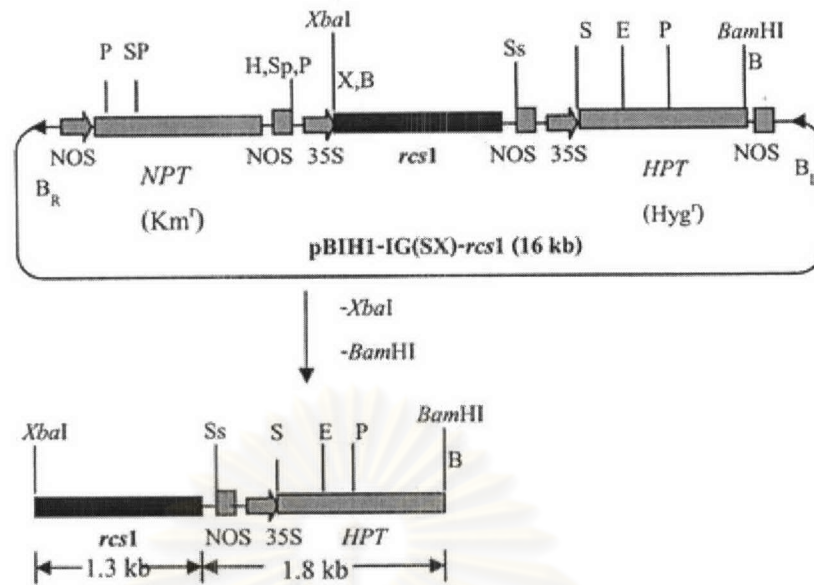 XbaI
S E P BamHI
P SP
H,Sp,P
Ss
X,B
B
NOS NOS 35S rcs1 NOS 35S NOS
NPT HPT
B_R B_L
(Km^r) (Hyg^r)
pBIH1-IG(SX)-rcs1 (16 kb)
-XbaI
-BamHI
XbaI Ss S E P BamHI
B
rcs1 NOS 35S HPT
1.3 kb 1.8 kb